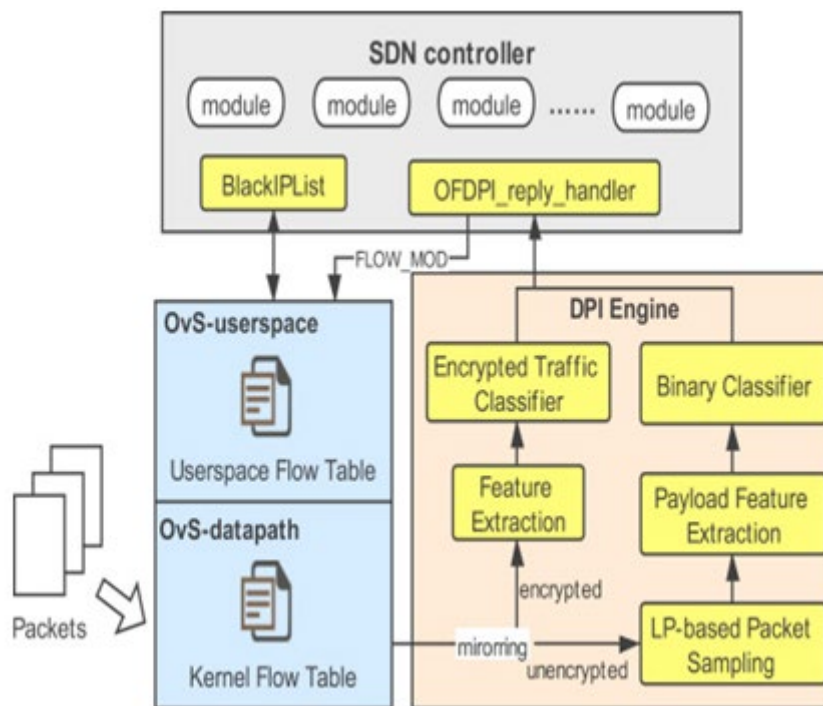 SDN controller
module
module
module
......
module
BlackIPList
OFDPI_reply_handler
FLOW_MOD
OvS-userspace
Userspace Flow Table
OvS-datapath
Kernel Flow Table
Packets
DPI Engine
Encrypted Traffic
Classifier
Binary Classifier
Feature
Extraction
Payload Feature
Extraction
encrypted
mirorring
unencrypted
LP-based Packet
Sampling